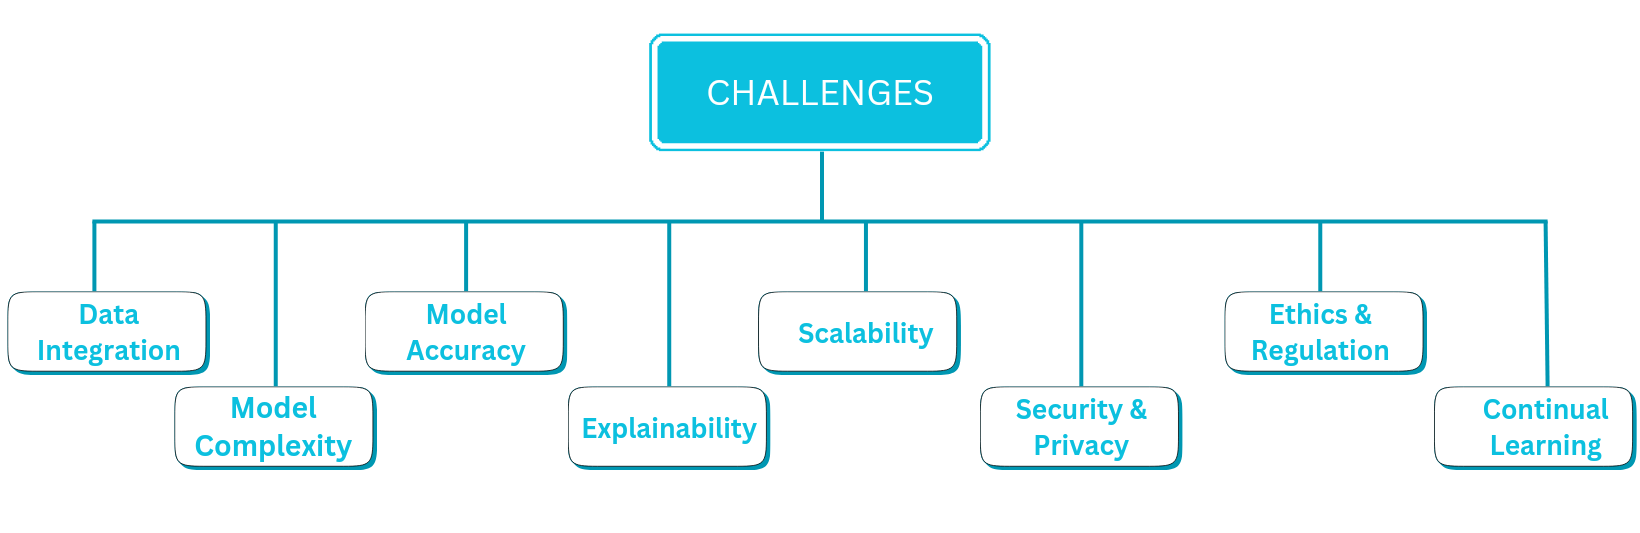 CHALLENGES
Data
Integration
Model
Complexity
Model
Accuracy
Explainability
Scalability
Security &
Privacy
Ethics &
Regulation
Continual
Learning